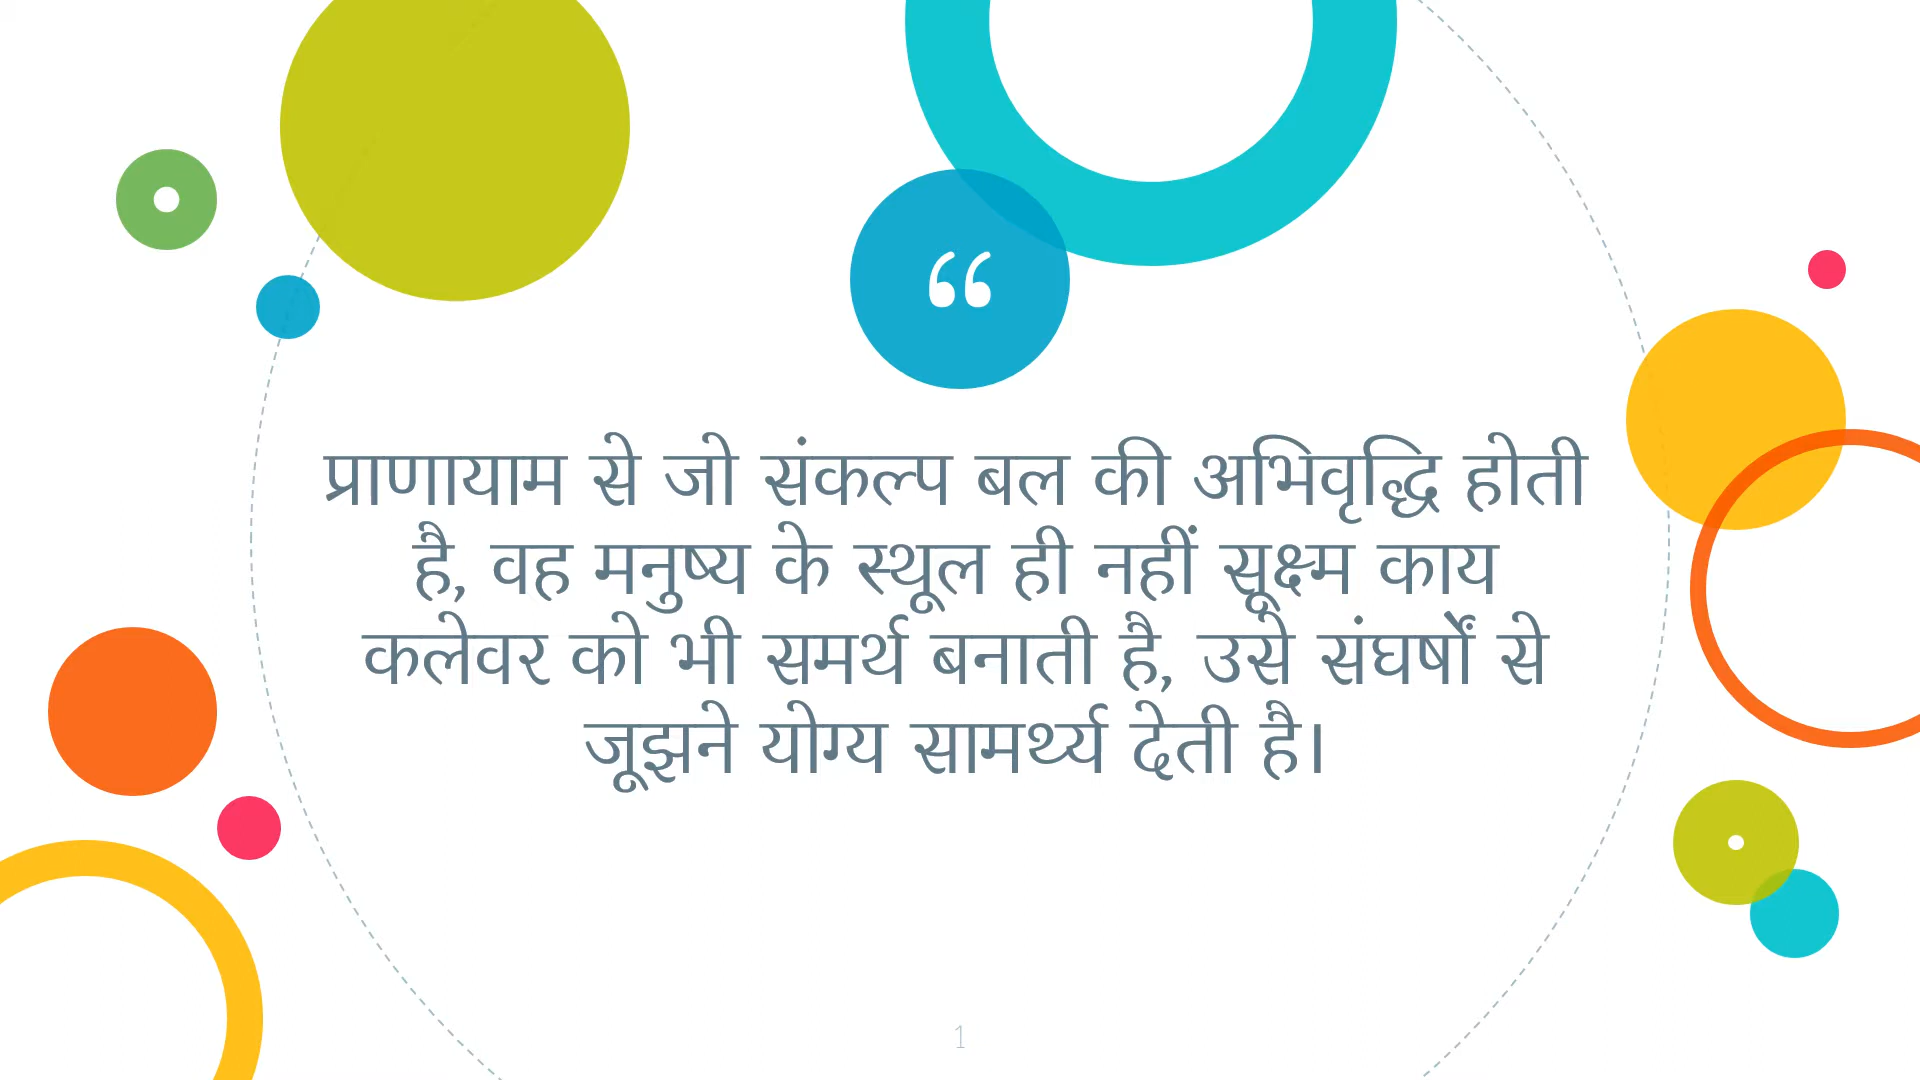 “
प्राणायाम से जो संकल्प बल की अभिवृद्धि होती
है, वह मनुष्य के स्थूल ही नहीं सूक्ष्म काय
कलेवर को भी समर्थ बनाती है, उसे संघर्षों से
जूझने योग्य सामर्थ्य देती है।
1